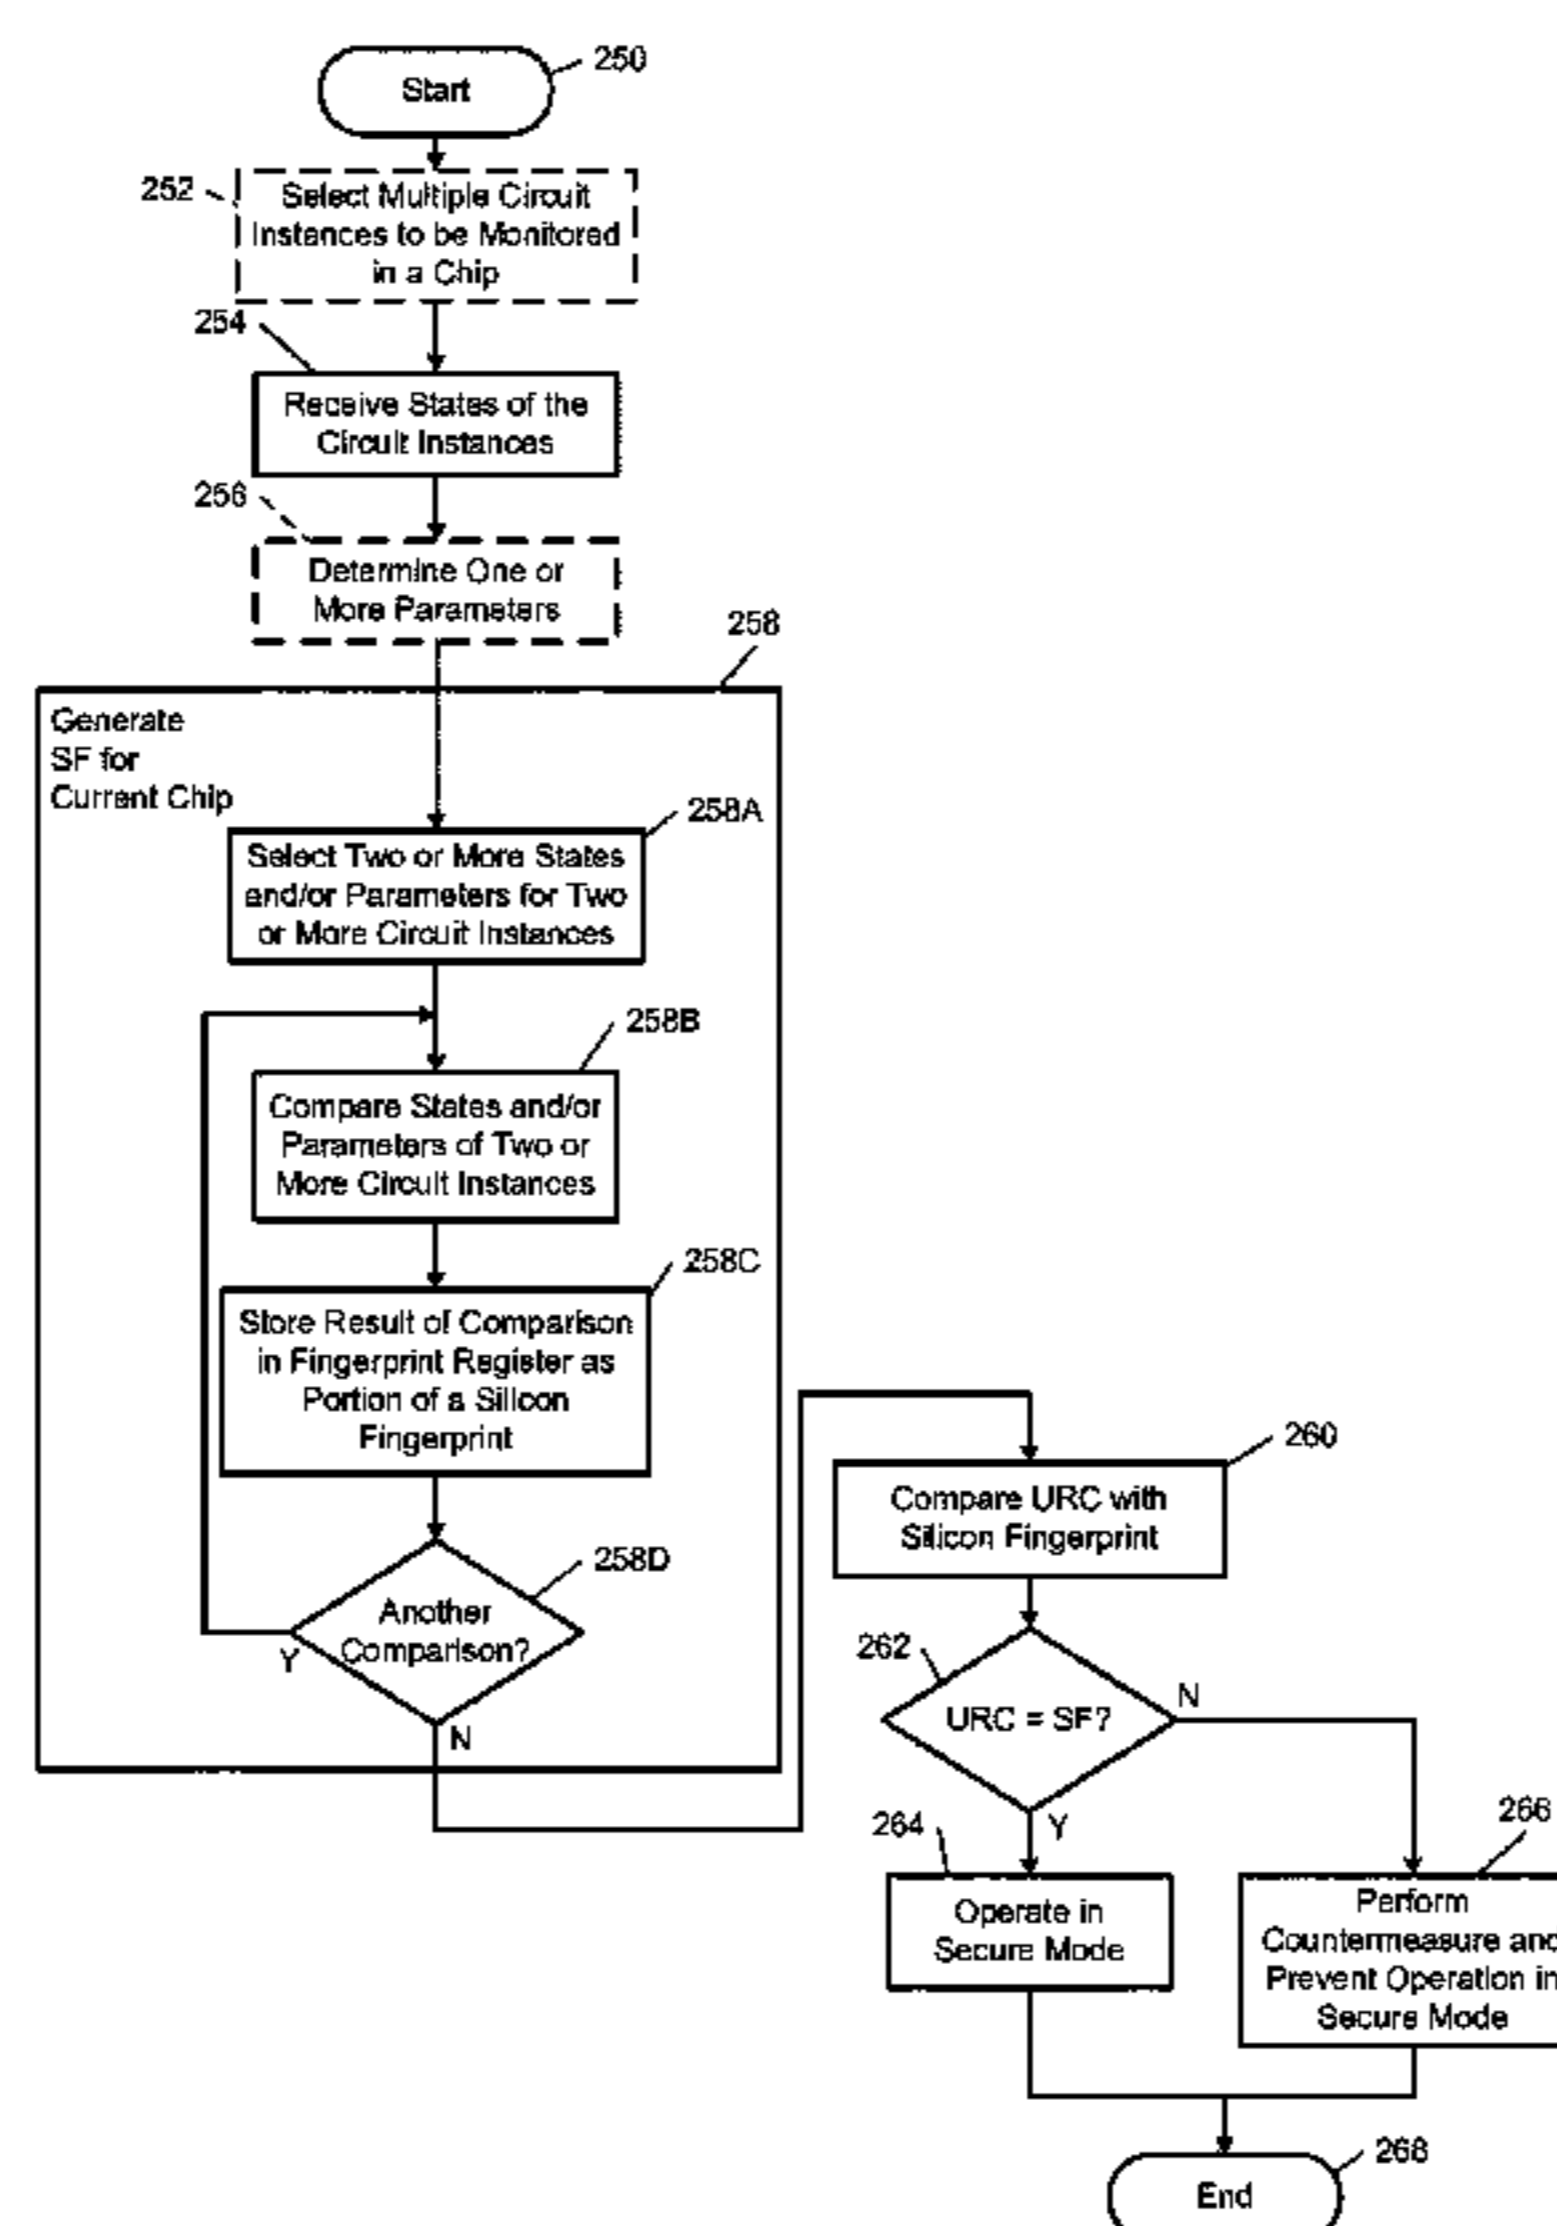 Start
250
252
Select Multiple Circuit
Instances to be Monitored
in a Chip
254
Receive States of the
Circuit Instances
256
Determine One or
More Parameters
258
Generate
SF for
Current Chip
258A
Select Two or More States
and/or Parameters for Two
or More Circuit Instances
258B
Compare States and/or
Parameters of Two or
More Circuit Instances
258C
Store Result of Comparison
in Fingerprint Register as
Portion of a Silicon
Fingerprint
258D
Another
Comparison?
Y
N
260
Compare URC with
Silicon Fingerprint
262
URC = SF?
N
Y
264
Operate in
Secure Mode
266
Perform
Countermeasure and
Prevent Operation in
Secure Mode
268
End